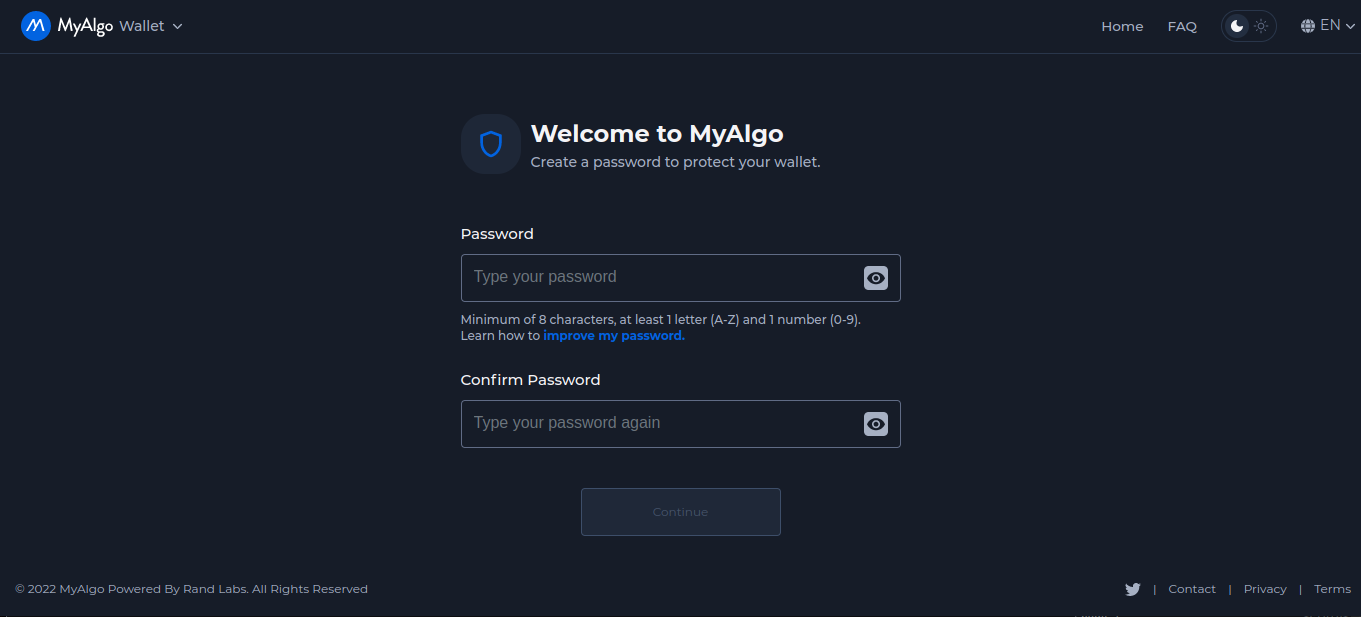 MyAlgo Wallet
Home FAQ EN
Welcome to MyAlgo
Create a password to protect your wallet.
Password
Type your password
Minimum of 8 characters, at least 1 letter (A-Z) and 1 number (0-9).
Learn how to improve my password.
Confirm Password
Type your password again
Continue
© 2022 MyAlgo Powered By Rand Labs. All Rights Reserved
| Contact | Privacy | Terms